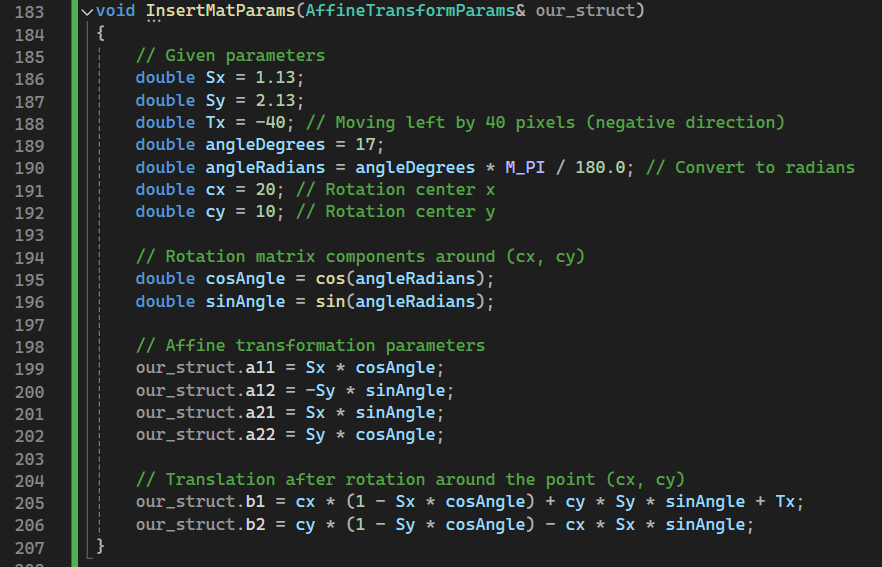 183 void InsertMatParams(AffineTransformParams& our_struct)
184 {
185 // Given parameters
186 double Sx = 1.13;
187 double Sy = 2.13;
188 double Tx = -40; // Moving left by 40 pixels (negative direction)
189 double angleDegrees = 17;
190 double angleRadians = angleDegrees * M_PI / 180.0; // Convert to radians
191 double cx = 20; // Rotation center x
192 double cy = 10; // Rotation center y
193
194 // Rotation matrix components around (cx, cy)
195 double cosAngle = cos(angleRadians);
196 double sinAngle = sin(angleRadians);
197
198 // Affine transformation parameters
199 our_struct.a11 = Sx * cosAngle;
200 our_struct.a12 = -Sy * sinAngle;
201 our_struct.a21 = Sx * sinAngle;
202 our_struct.a22 = Sy * cosAngle;
203
204 // Translation after rotation around the point (cx, cy)
205 our_struct.b1 = cx * (1 - Sx * cosAngle) + cy * Sy * sinAngle + Tx;
206 our_struct.b2 = cy * (1 - Sy * cosAngle) - cx * Sx * sinAngle;
207 }